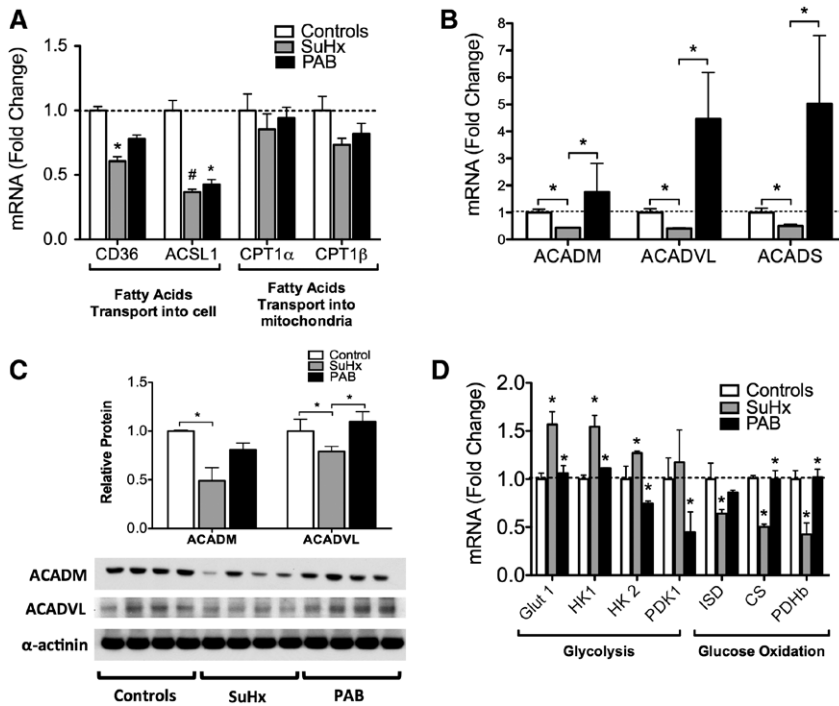 A
mRNA (Fold Change)
1.5
1.0
0.5
0.0
Controls
SuHx
PAB
*
#
*
CD36
ACSL1
CPT1α
CPT1β
Fatty Acids
Transport into cell
Fatty Acids
Transport into
mitochondria
B
mRNA (Fold Change)
8
7
6
5
4
3
2
1
0
*
*
*
*
*
*
ACADM
ACADVL
ACADS
C
Relative Protein
1.5
1.0
0.5
0.0
Control
SuHx
PAB
*
*
*
ACADM
ACADVL
ACADM
ACADVL
α-actinin
Controls
SuHx
PAB
D
mRNA (Fold Change)
2.0
1.5
1.0
0.5
0.0
Controls
SuHx
PAB
*
*
*
*
*
*
*
*
*
*
*
*
Glut 1
HK1
HK 2
PDK1
ISD
CS
PDHb
Glycolysis
Glucose Oxidation